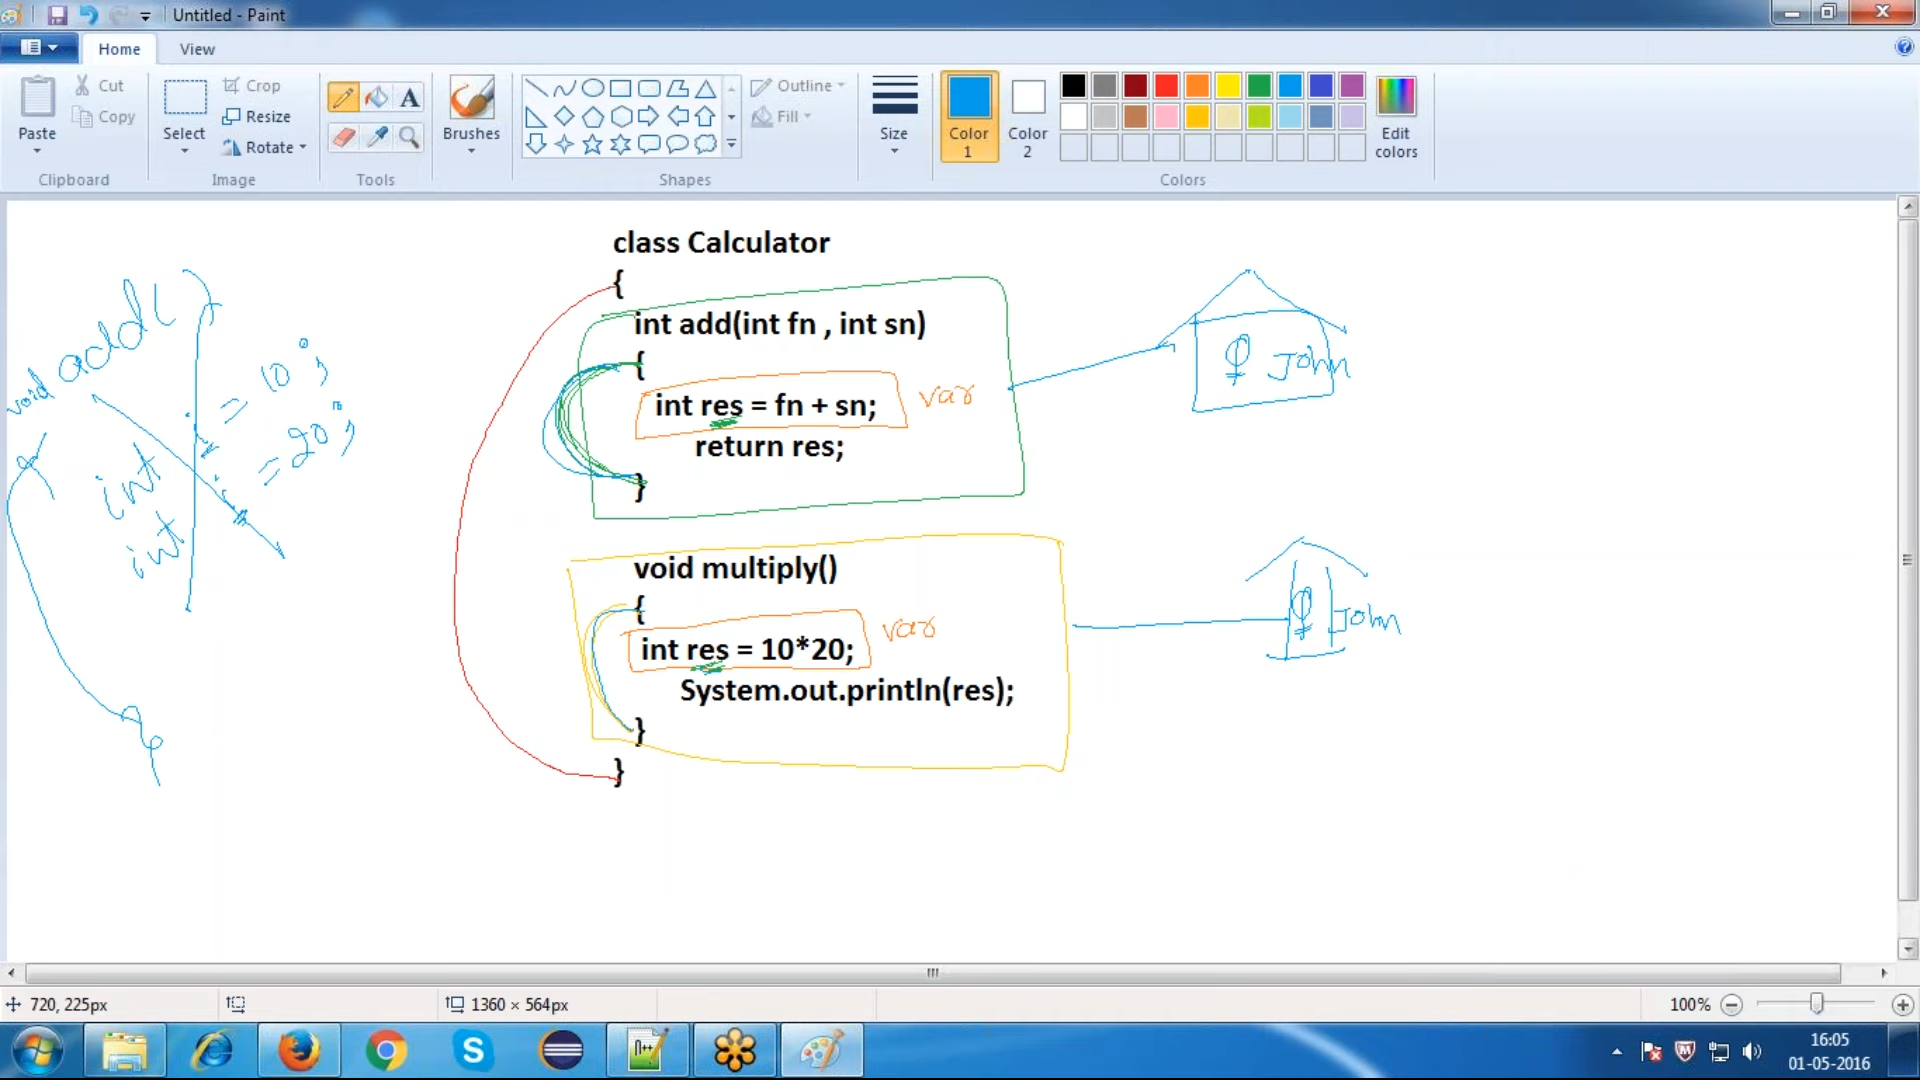 Untitled - Paint
Home View
Cut
Copy
Paste
Crop
Resize
Rotate
Select
Brushes
Outline
Fill
Size
Color 1
Color 2
Edit colors
Clipboard
Image
Tools
Shapes
Colors
class Calculator
{
int add(int fn , int sn)
{
int res = fn + sn;
var
return res;
}
void multiply()
{
int res = 10*20;
var
System.out.println(res);
}
}
void add()
int i = 10;
int i = 20;
John
John
720, 225px
1360 × 564px
100%
16:05
01-05-2016